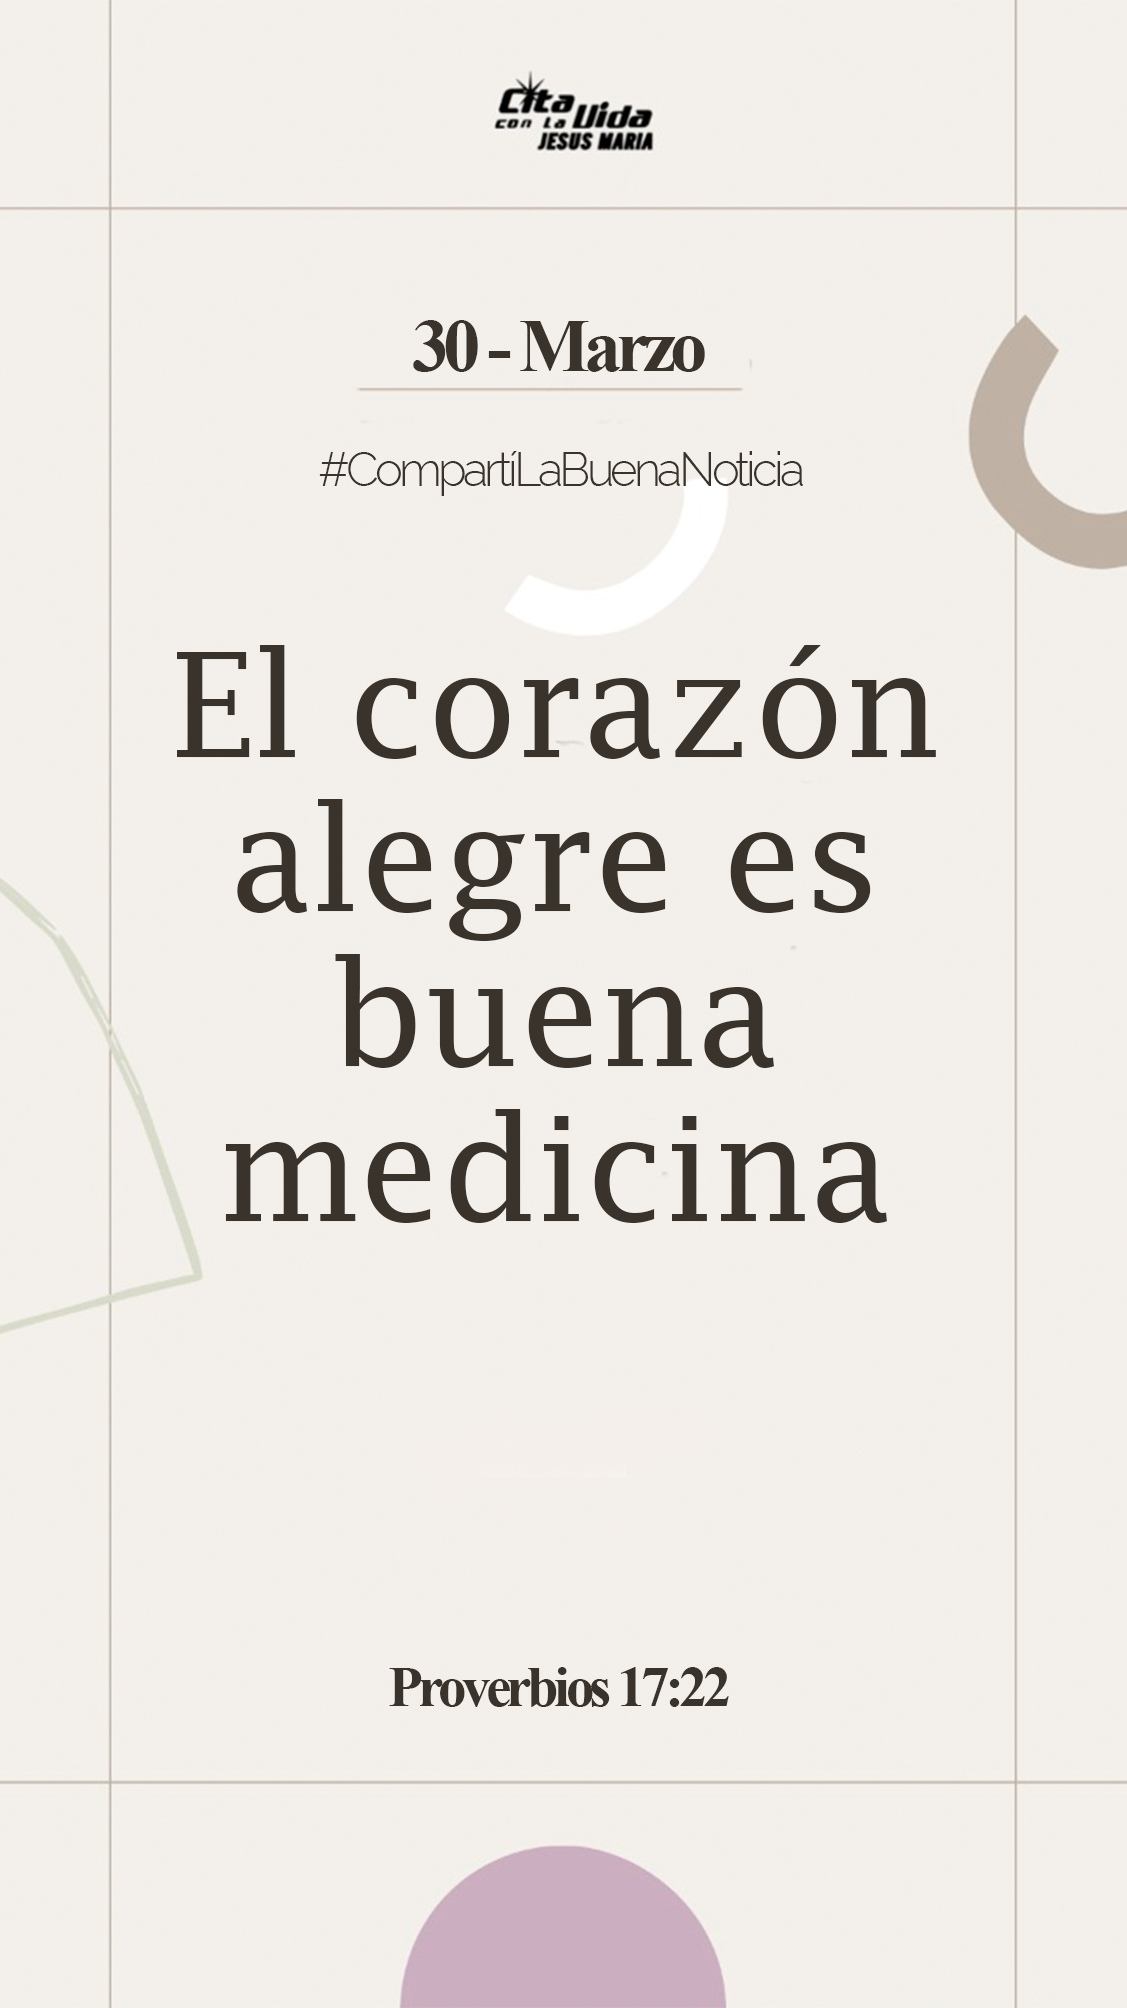 Cita
con La Vida
JESUS MARIA
30 - Marzo
#CompartíLaBuenaNoticia
El corazón
alegre es
buena
medicina
Proverbios 17:22